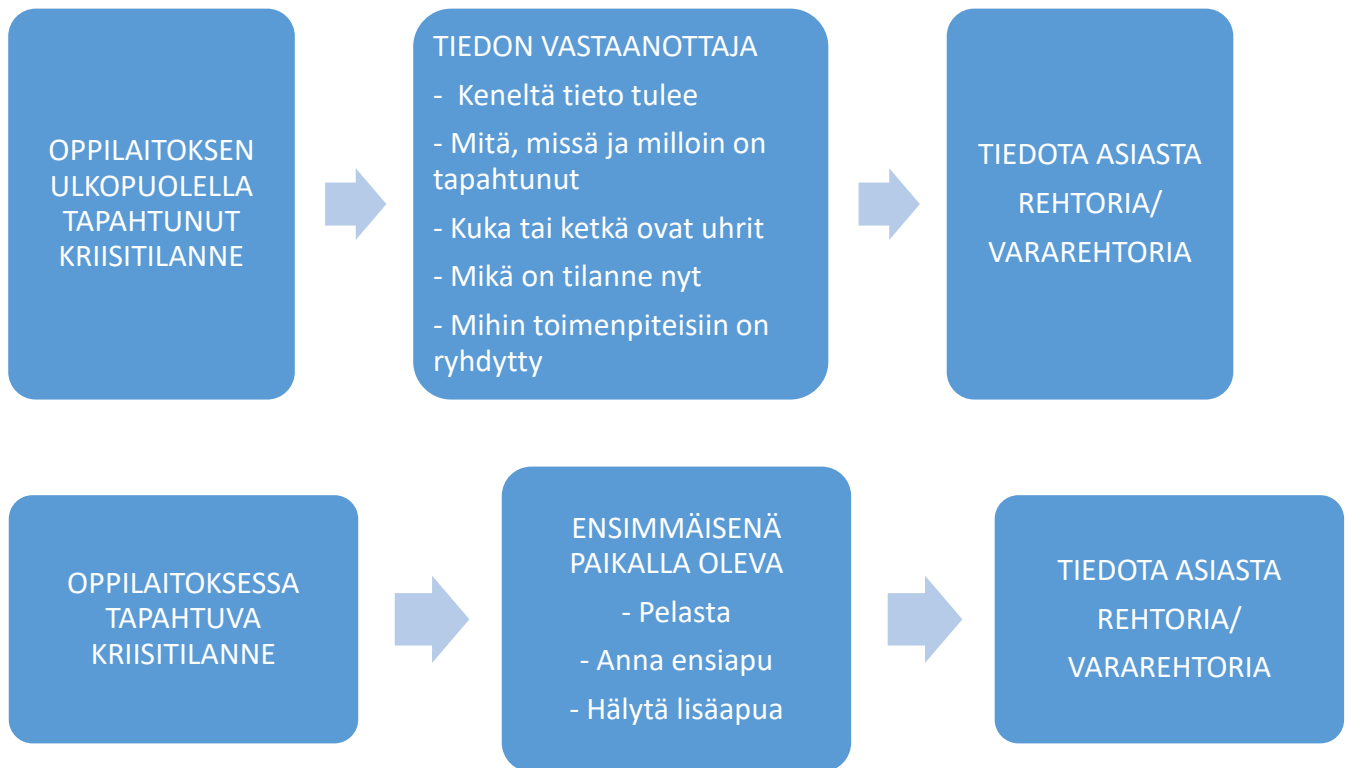 OPPILAITOKSEN
ULKOPUOLELLA
TAPAHTUNUT
KRIISITILANNE
TIEDON VASTAANOTTAJA
- Keneltä tieto tulee
- Mitä, missä ja milloin on
tapahtunut
- Kuka tai ketkä ovat uhrit
- Mikä on tilanne nyt
- Mihin toimenpiteisiin on
ryhdytty
TIEDOTA ASIASTA
REHTORIA/
VARAREHTORIA
OPPILAITOKSESSA
TAPAHTUVA
KRIISITILANNE
ENSIMMÄISENÄ
PAIKALLA OLEVA
- Pelasta
- Anna ensiapu
- Hälytä lisäapua
TIEDOTA ASIASTA
REHTORIA/
VARAREHTORIA